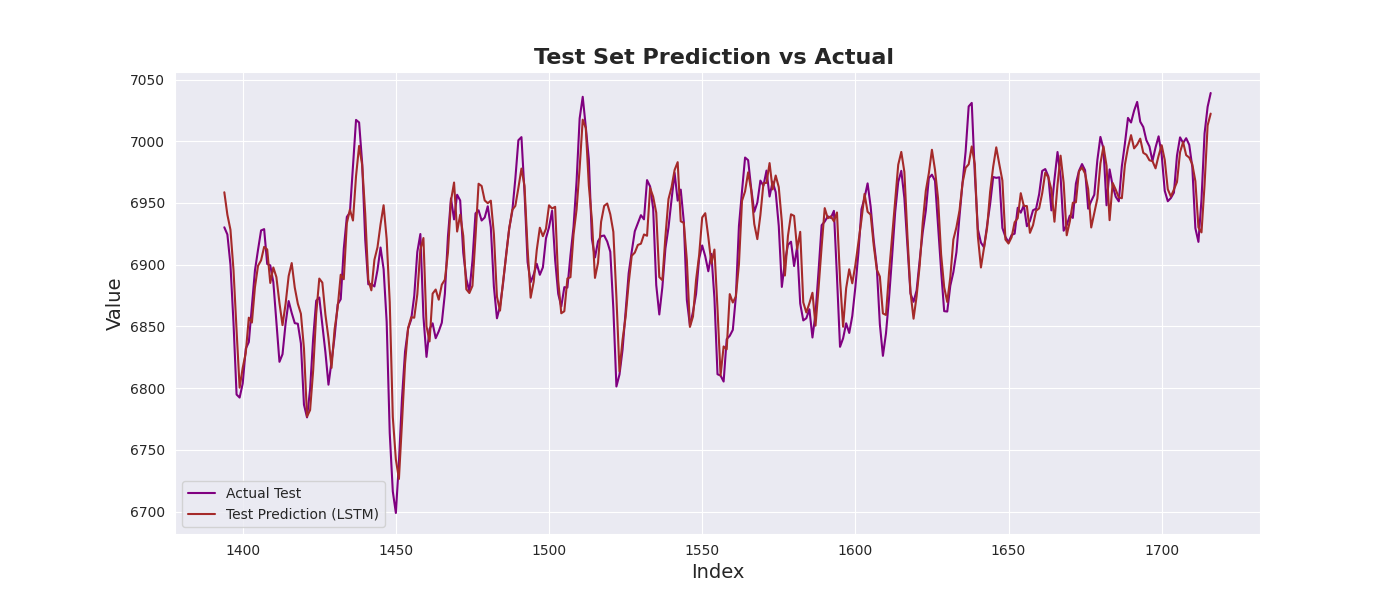 Test Set Prediction vs Actual
7050
7000
6950
6900
6850
6800
6750
6700
Value
Actual Test
Test Prediction (LSTM)
1400 1450 1500 1550 1600 1650 1700
Index